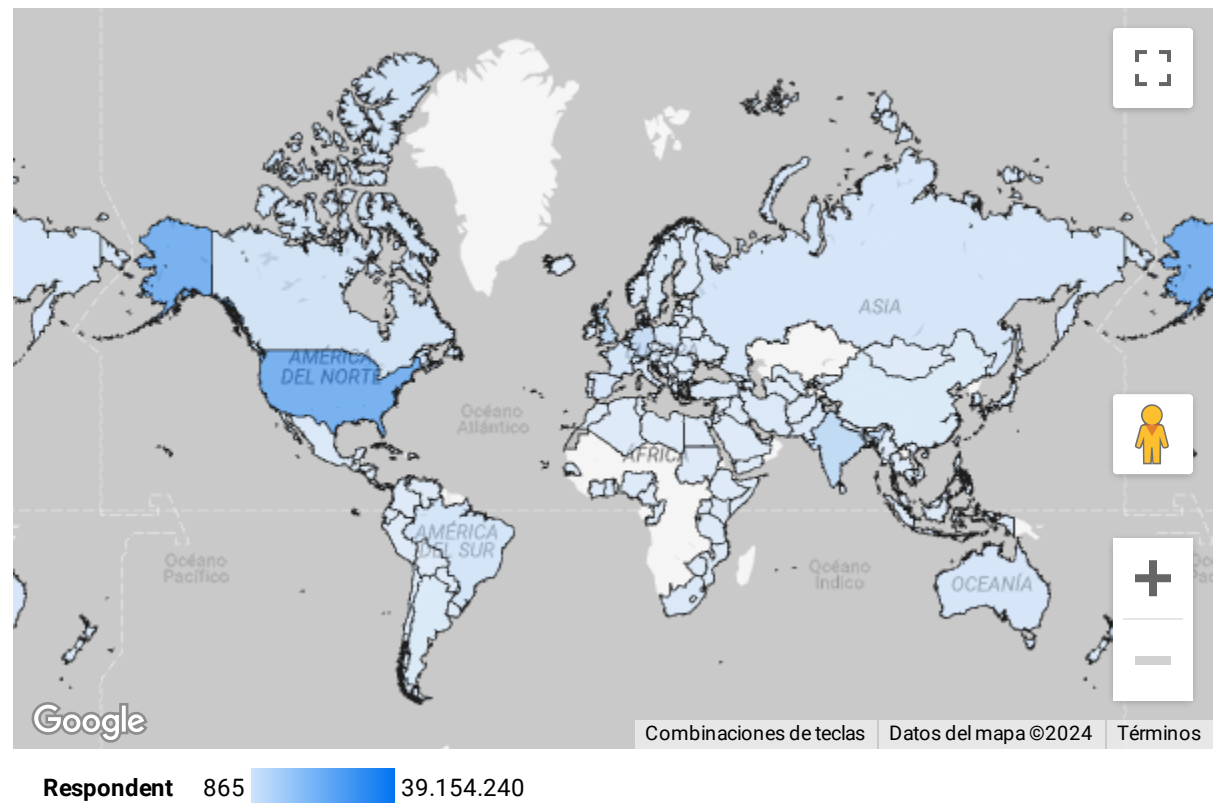 ASIA
AMÉRICA
DEL NORTE
Océano
Atlántico
ÁFRICA
AMÉRICA
DEL SUR
Océano
Pacífico
Océano
Índico
OCEANÍA
Google
Combinaciones de teclas
Datos del mapa ©2024
Términos
Respondent 865 39.154.240